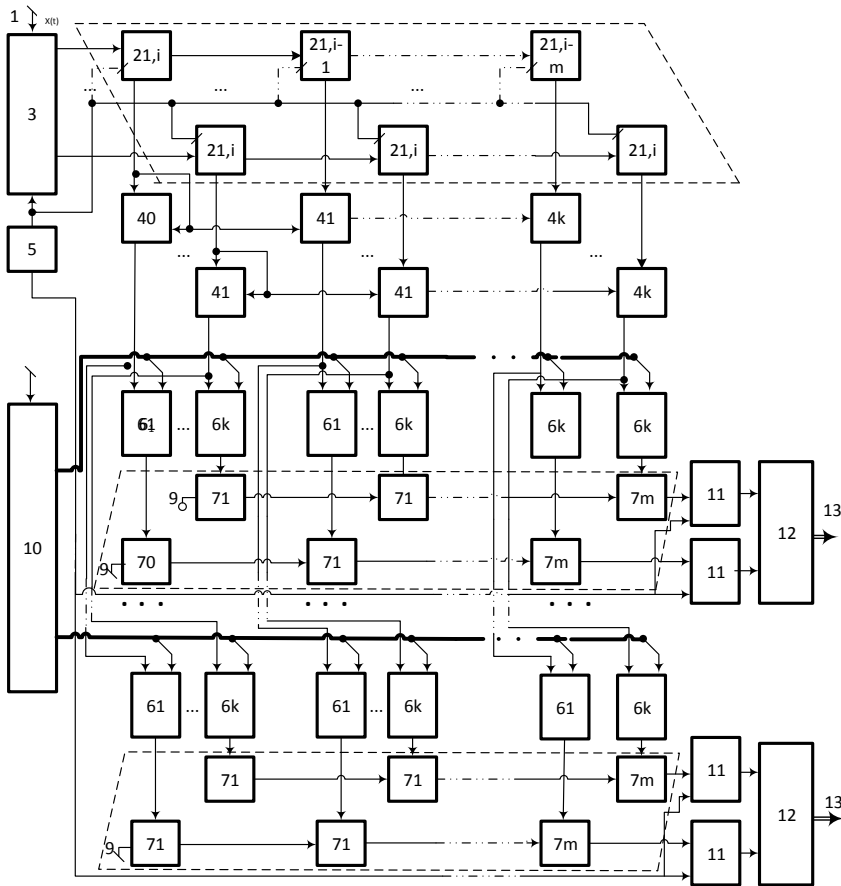 1 X(t)
21,i 21,i-1 21,i-m
3 ... ... ...
21,i 21,i 21,i
40 41 4k
5 ... ... ...
41 41 4k
. . .
61 ... 6k 61 ... 6k 6k 6k
9 71 71 7m 11
10 12 13
9 70 71 7m 11
. . . . . . . . .
. . .
61 ... 6k 61 ... 6k 61 6k
71 71 7m 11
12 13
9 71 71 7m 11